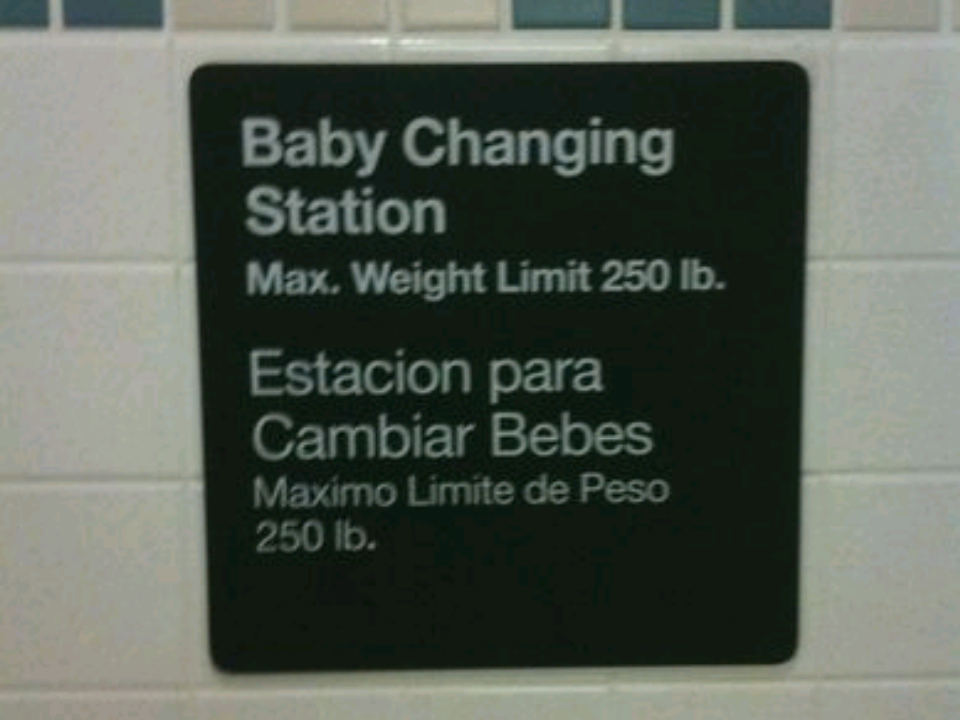 Baby Changing
Station
Max. Weight Limit 250 lb.
Estacion para
Cambiar Bebes
Maximo Limite de Peso
250 lb.